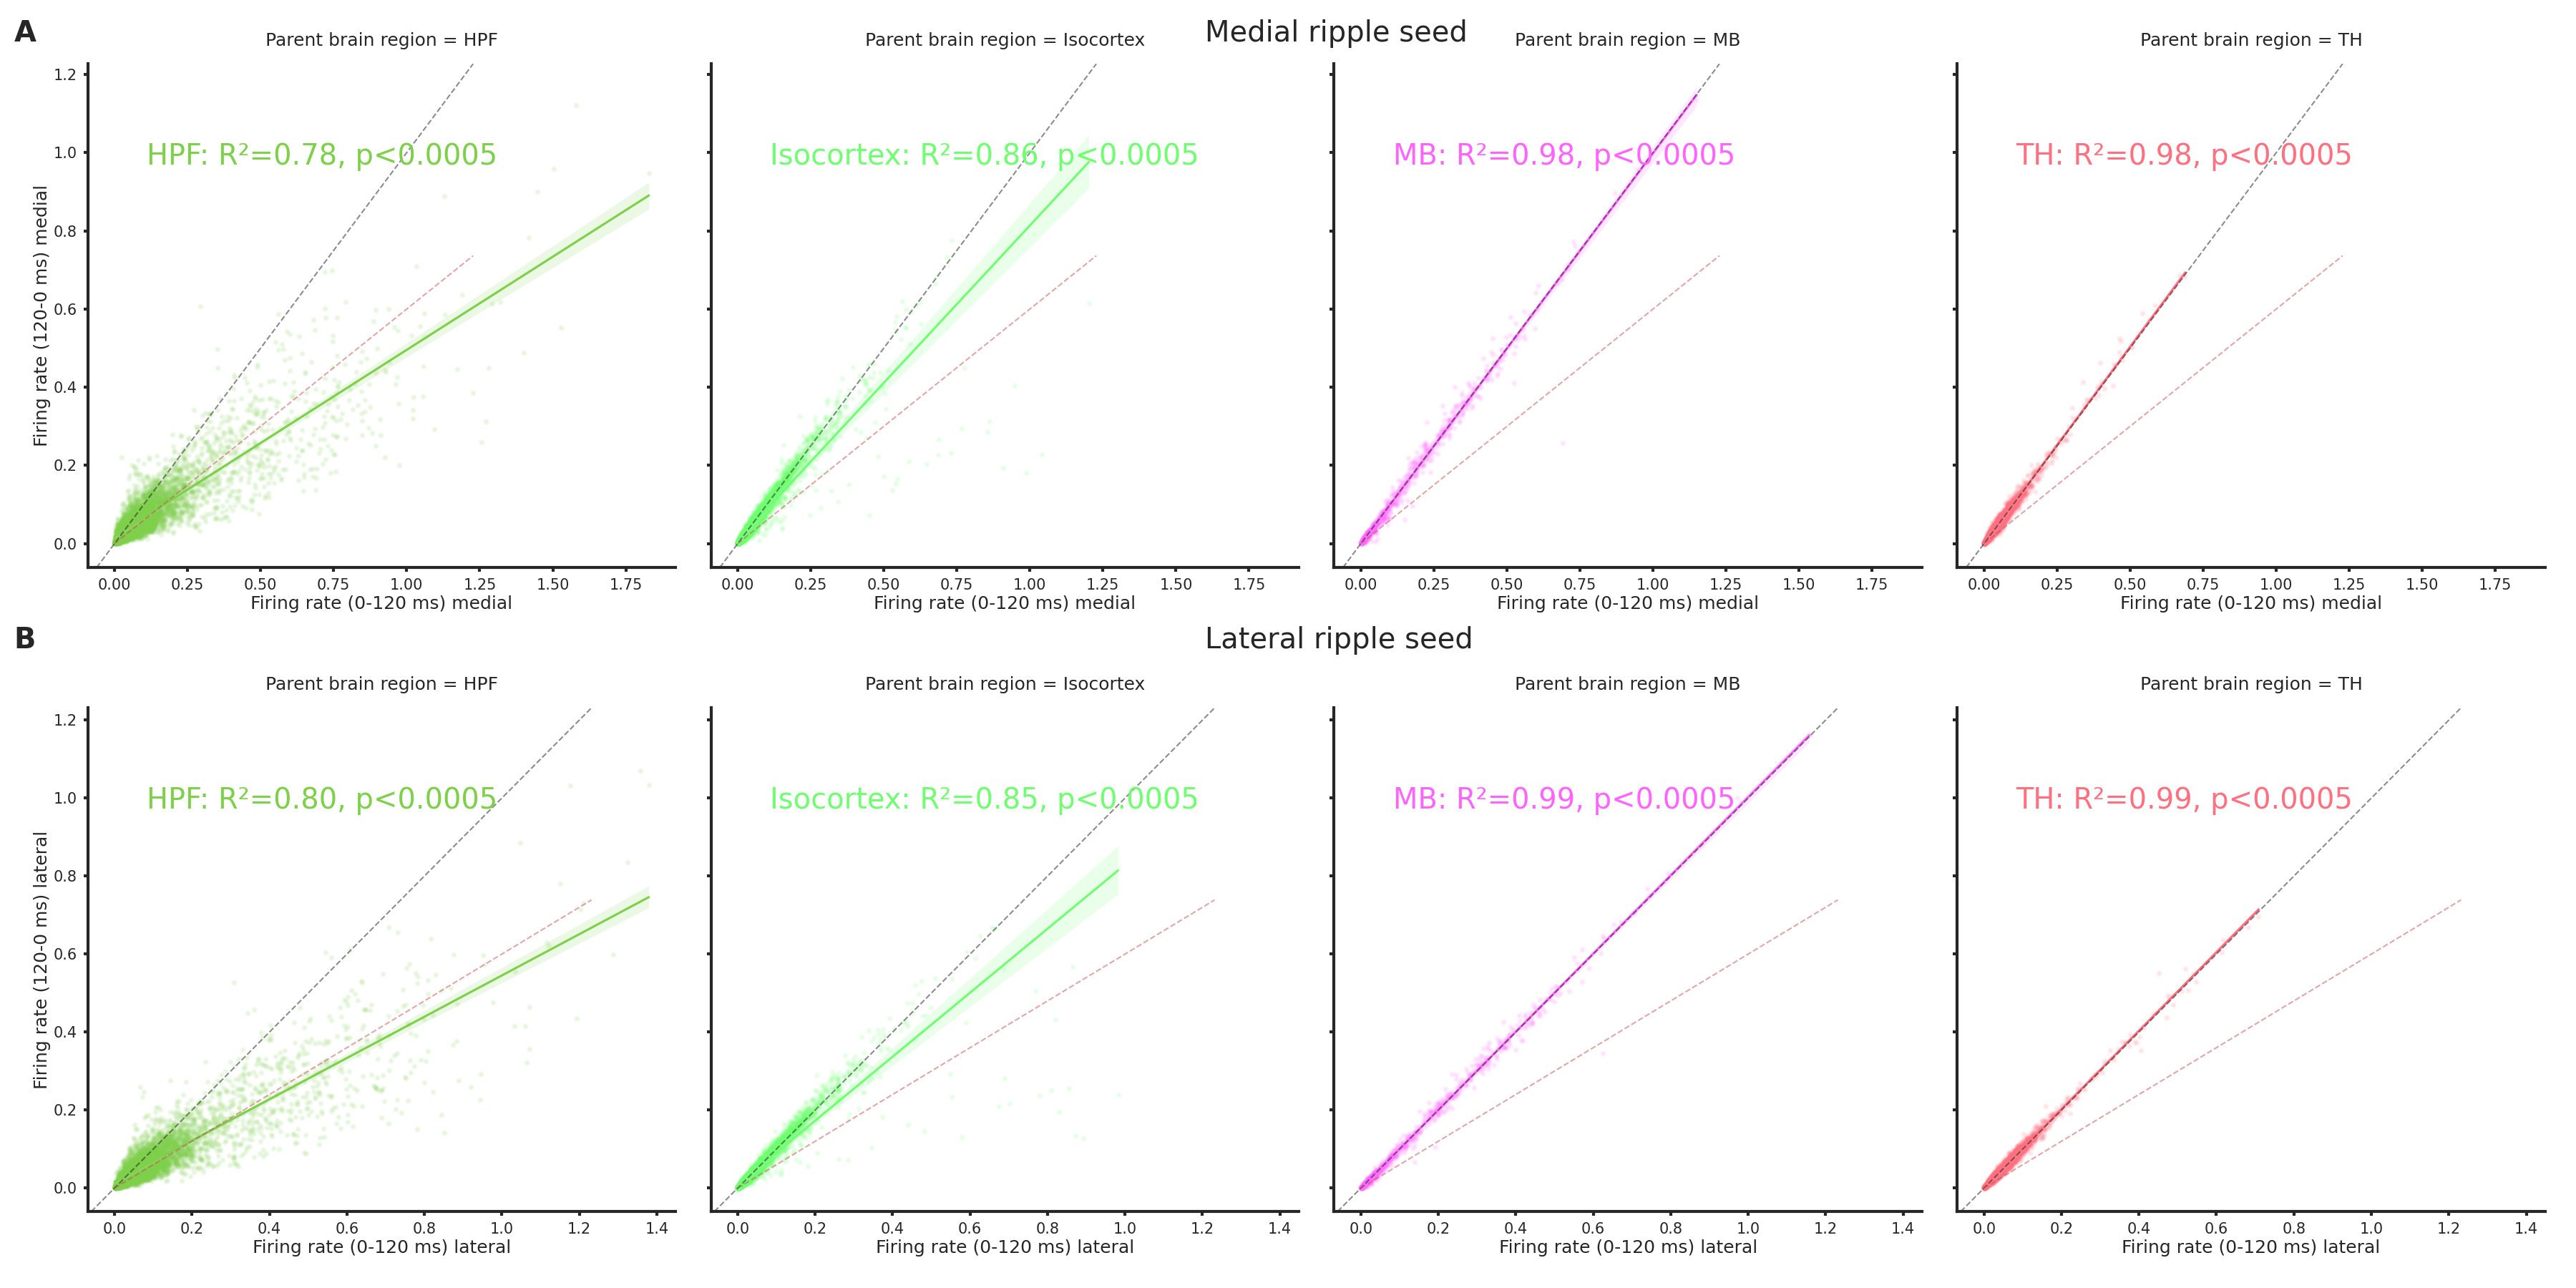 A
Medial ripple seed
Parent brain region = HPF
Parent brain region = Isocortex
Parent brain region = MB
Parent brain region = TH
HPF: R²=0.78, p<0.0005
Isocortex: R²=0.86, p<0.0005
MB: R²=0.98, p<0.0005
TH: R²=0.98, p<0.0005
Firing rate (120-0 ms) medial
1.2
1.0
0.8
0.6
0.4
0.2
0.0
0.00 0.25 0.50 0.75 1.00 1.25 1.50 1.75
0.00 0.25 0.50 0.75 1.00 1.25 1.50 1.75
0.00 0.25 0.50 0.75 1.00 1.25 1.50 1.75
0.00 0.25 0.50 0.75 1.00 1.25 1.50 1.75
Firing rate (0-120 ms) medial
Firing rate (0-120 ms) medial
Firing rate (0-120 ms) medial
Firing rate (0-120 ms) medial
B
Lateral ripple seed
Parent brain region = HPF
Parent brain region = Isocortex
Parent brain region = MB
Parent brain region = TH
HPF: R²=0.80, p<0.0005
Isocortex: R²=0.85, p<0.0005
MB: R²=0.99, p<0.0005
TH: R²=0.99, p<0.0005
Firing rate (120-0 ms) lateral
1.2
1.0
0.8
0.6
0.4
0.2
0.0
0.0 0.2 0.4 0.6 0.8 1.0 1.2 1.4
0.0 0.2 0.4 0.6 0.8 1.0 1.2 1.4
0.0 0.2 0.4 0.6 0.8 1.0 1.2 1.4
0.0 0.2 0.4 0.6 0.8 1.0 1.2 1.4
Firing rate (0-120 ms) lateral
Firing rate (0-120 ms) lateral
Firing rate (0-120 ms) lateral
Firing rate (0-120 ms) lateral